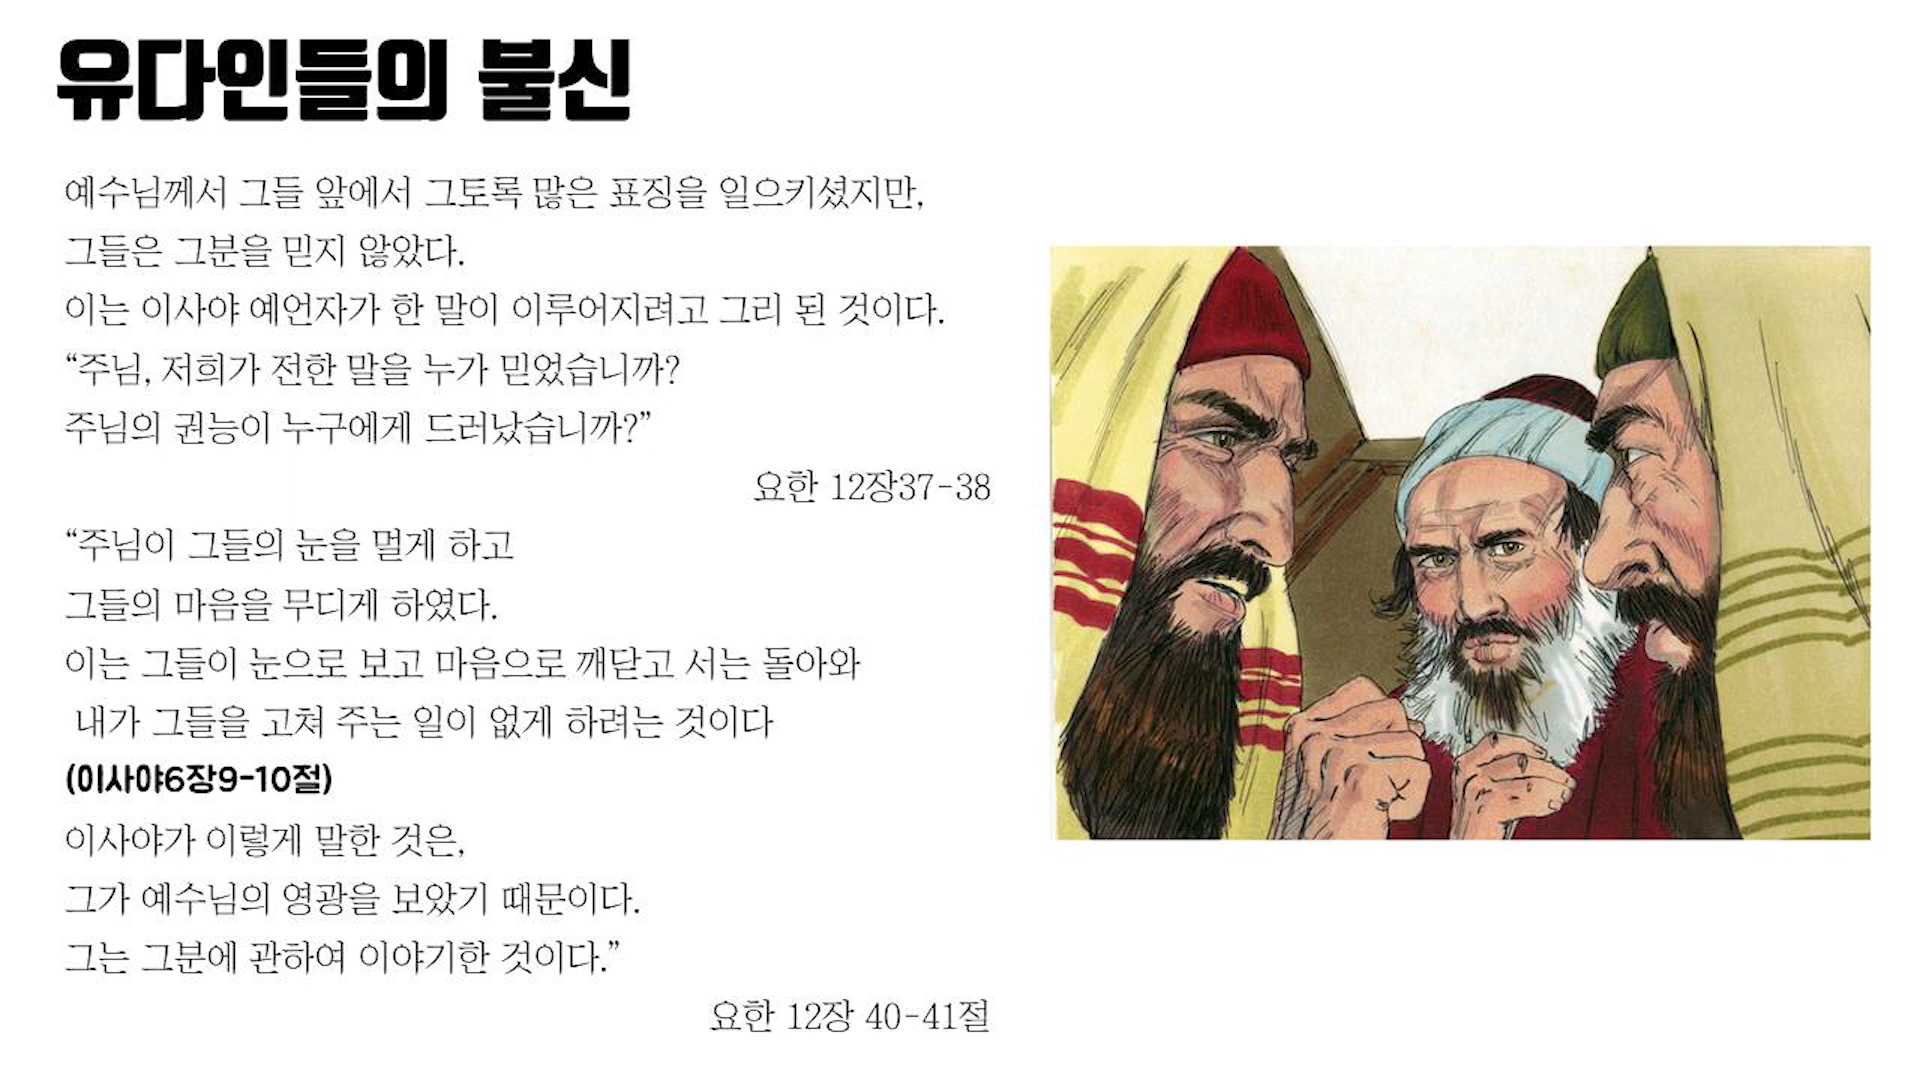 유다인들의 불신
예수님께서 그들 앞에서 그토록 많은 표징을 일으키셨지만,
그들은 그분을 믿지 않았다.
이는 이사야 예언자가 한 말이 이루어지려고 그리 된 것이다.
“주님, 저희가 전한 말을 누가 믿었습니까?
주님의 권능이 누구에게 드러났습니까?”
요한 12장37-38
“주님이 그들의 눈을 멀게 하고
그들의 마음을 무디게 하였다.
이는 그들이 눈으로 보고 마음으로 깨닫고 서는 돌아와
내가 그들을 고쳐 주는 일이 없게 하려는 것이다
(이사야6장9-10절)
이사야가 이렇게 말한 것은,
그가 예수님의 영광을 보았기 때문이다.
그는 그분에 관하여 이야기한 것이다.”
요한 12장 40-41절